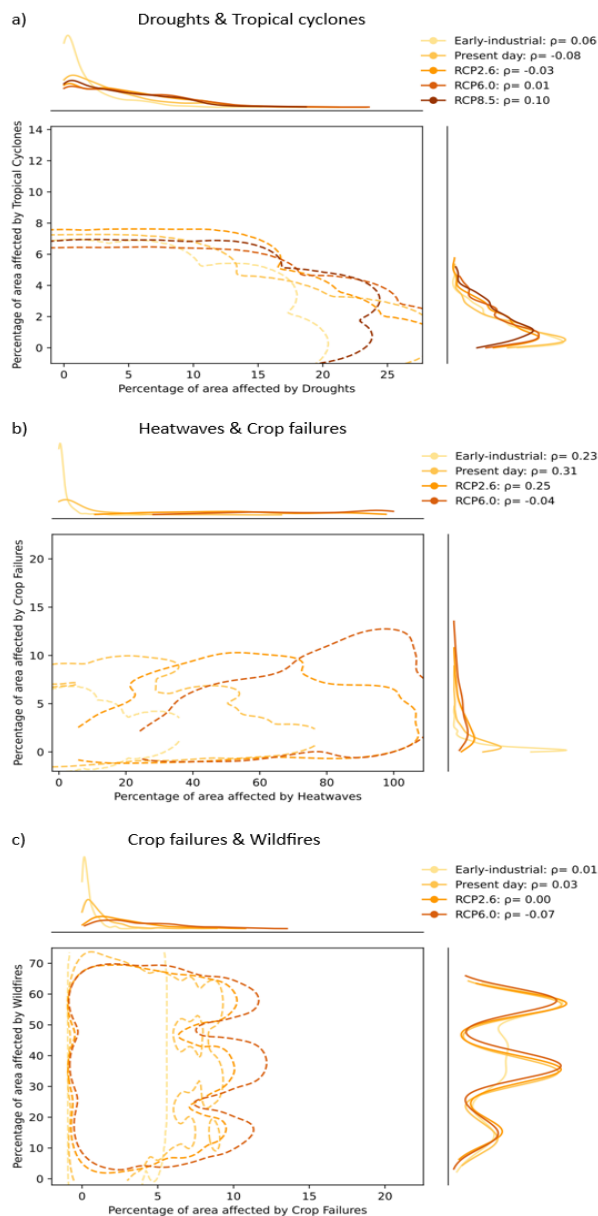 a)
Droughts & Tropical cyclones
Early-industrial: ρ= 0.06
Present day: ρ= -0.08
RCP2.6: ρ= -0.03
RCP6.0: ρ= 0.01
RCP8.5: ρ= 0.10
Percentage of area affected by Tropical Cyclones
14
12
10
8
6
4
2
0
0 5 10 15 20 25
Percentage of area affected by Droughts
b)
Heatwaves & Crop failures
Early-industrial: ρ= 0.23
Present day: ρ= 0.31
RCP2.6: ρ= 0.25
RCP6.0: ρ= -0.04
Percentage of area affected by Crop Failures
20
15
10
5
0
0 20 40 60 80 100
Percentage of area affected by Heatwaves
c)
Crop failures & Wildfires
Early-industrial: ρ= 0.01
Present day: ρ= 0.03
RCP2.6: ρ= 0.00
RCP6.0: ρ= -0.07
Percentage of area affected by Wildfires
70
60
50
40
30
20
10
0
0 5 10 15 20
Percentage of area affected by Crop Failures